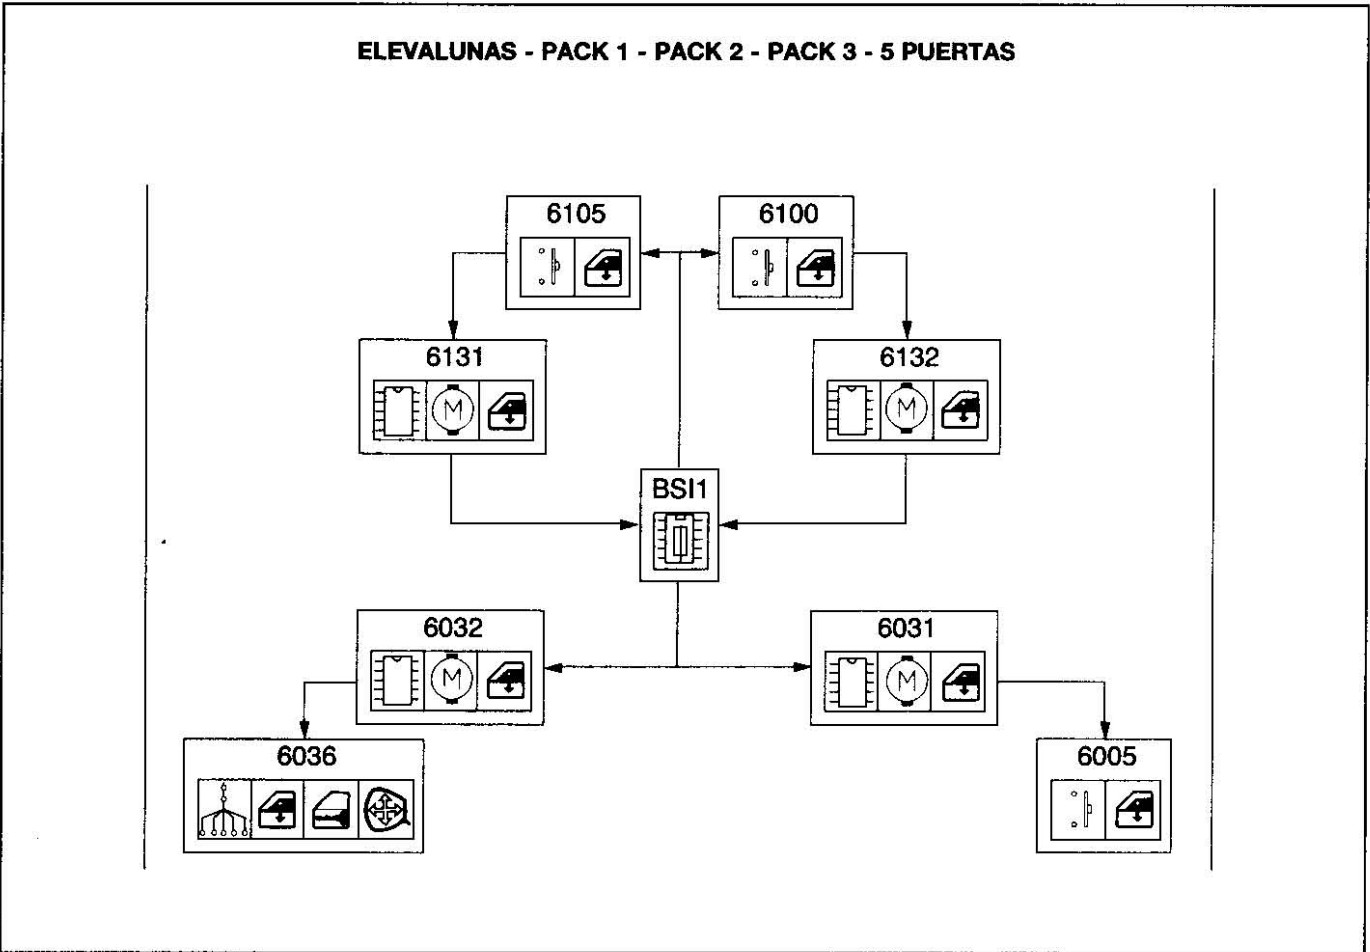 ELEVALUNAS - PACK 1 - PACK 2 - PACK 3 - 5 PUERTAS
6105
6100
6131
M
6132
M
BSI1
6032
M
6031
M
6036
6005